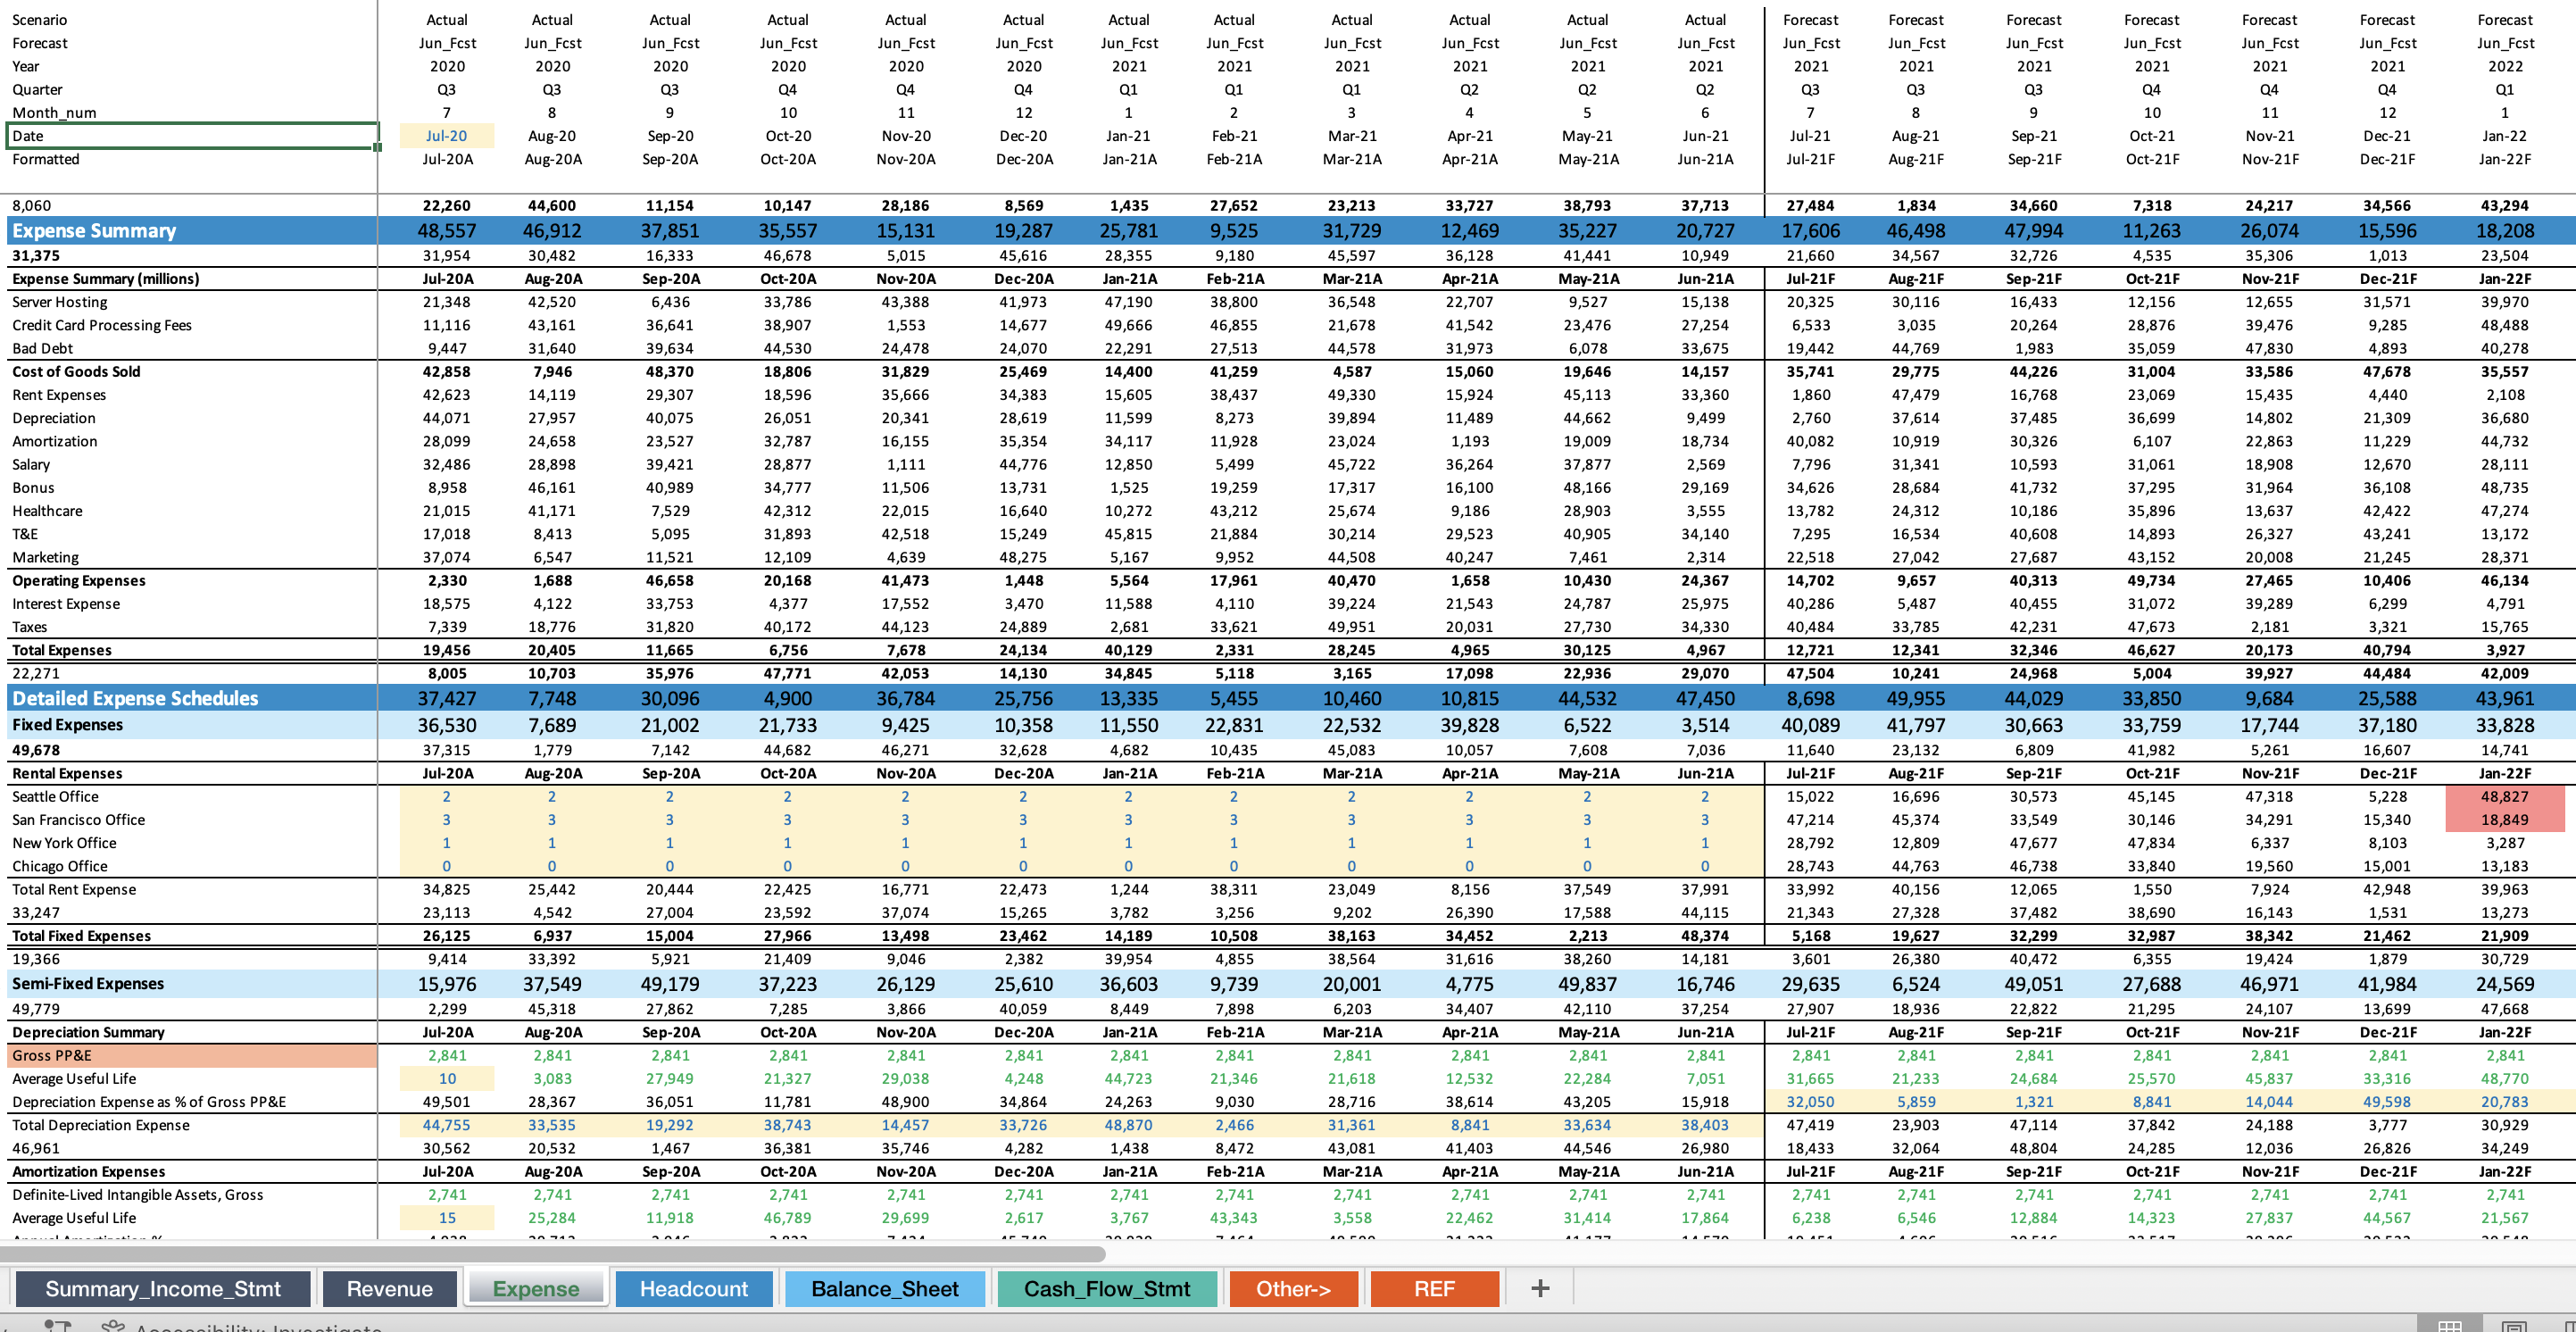 Scenario Actual Actual Actual Actual Actual Actual Actual Actual Actual Actual Actual Actual Forecast Forecast Forecast Forecast Forecast Forecast Forecast
Forecast Jun_Fcst Jun_Fcst Jun_Fcst Jun_Fcst Jun_Fcst Jun_Fcst Jun_Fcst Jun_Fcst Jun_Fcst Jun_Fcst Jun_Fcst Jun_Fcst Jun_Fcst Jun_Fcst Jun_Fcst Jun_Fcst Jun_Fcst Jun_Fcst Jun_Fcst
Year 2020 2020 2020 2020 2020 2020 2021 2021 2021 2021 2021 2021 2021 2021 2021 2021 2021 2021 2022
Quarter Q3 Q3 Q3 Q4 Q4 Q4 Q1 Q1 Q1 Q2 Q2 Q2 Q3 Q3 Q3 Q4 Q4 Q4 Q1
Month_num 7 8 9 10 11 12 1 2 3 4 5 6 7 8 9 10 11 12 1
Date Jul-20 Aug-20 Sep-20 Oct-20 Nov-20 Dec-20 Jan-21 Feb-21 Mar-21 Apr-21 May-21 Jun-21 Jul-21 Aug-21 Sep-21 Oct-21 Nov-21 Dec-21 Jan-22
Formatted Jul-20A Aug-20A Sep-20A Oct-20A Nov-20A Dec-20A Jan-21A Feb-21A Mar-21A Apr-21A May-21A Jun-21A Jul-21F Aug-21F Sep-21F Oct-21F Nov-21F Dec-21F Jan-22F
8,060 22,260 44,600 11,154 10,147 28,186 8,569 1,435 27,652 23,213 33,727 38,793 37,713 27,484 1,834 34,660 7,318 24,217 34,566 43,294
Expense Summary 48,557 46,912 37,851 35,557 15,131 19,287 25,781 9,525 31,729 12,469 35,227 20,727 17,606 46,498 47,994 11,263 26,074 15,596 18,208
31,375 31,954 30,482 16,333 46,678 5,015 45,616 28,355 9,180 45,597 36,128 41,441 10,949 21,660 34,567 32,726 4,535 35,306 1,013 23,504
Expense Summary (millions) Jul-20A Aug-20A Sep-20A Oct-20A Nov-20A Dec-20A Jan-21A Feb-21A Mar-21A Apr-21A May-21A Jun-21A Jul-21F Aug-21F Sep-21F Oct-21F Nov-21F Dec-21F Jan-22F
Server Hosting 21,348 42,520 6,436 33,786 43,388 41,973 47,190 38,800 36,548 22,707 9,527 15,138 20,325 30,116 16,433 12,156 12,655 31,571 39,970
Credit Card Processing Fees 11,116 43,161 36,641 38,907 1,553 14,677 49,666 46,855 21,678 41,542 23,476 27,254 6,533 3,035 20,264 28,876 39,476 9,285 48,488
Bad Debt 9,447 31,640 39,634 44,530 24,478 24,070 22,291 27,513 44,578 31,973 6,078 33,675 19,442 44,769 1,983 35,059 47,830 4,893 40,278
Cost of Goods Sold 42,858 7,946 48,370 18,806 31,829 25,469 14,400 41,259 4,587 15,060 19,646 14,157 35,741 29,775 44,226 31,004 33,586 47,678 35,557
Rent Expenses 42,623 14,119 29,307 18,596 35,666 34,383 15,605 38,437 49,330 15,924 45,113 33,360 1,860 47,479 16,768 23,069 15,435 4,440 2,108
Depreciation 44,071 27,957 40,075 26,051 20,341 28,619 11,599 8,273 39,894 11,489 44,662 9,499 2,760 37,614 37,485 36,699 14,802 21,309 36,680
Amortization 28,099 24,658 23,527 32,787 16,155 35,354 34,117 11,928 23,024 1,193 19,009 18,734 40,082 10,919 30,326 6,107 22,863 11,229 44,732
Salary 32,486 28,898 39,421 28,877 1,111 44,776 12,850 5,499 45,722 36,264 37,877 2,569 7,796 31,341 10,593 31,061 18,908 12,670 28,111
Bonus 8,958 46,161 40,989 34,777 11,506 13,731 1,525 19,259 17,317 16,100 48,166 29,169 34,626 28,684 41,732 37,295 31,964 36,108 48,735
Healthcare 21,015 41,171 7,529 42,312 22,015 16,640 10,272 43,212 25,674 9,186 28,903 3,555 13,782 24,312 10,186 35,896 13,637 42,422 47,274
T&E 17,018 8,413 5,095 31,893 42,518 15,249 45,815 21,884 30,214 29,523 40,905 34,140 7,295 16,534 40,608 14,893 26,327 43,241 13,172
Marketing 37,074 6,547 11,521 12,109 4,639 48,275 5,167 9,952 44,508 40,247 7,461 2,314 22,518 27,042 27,687 43,152 20,008 21,245 28,371
Operating Expenses 2,330 1,688 46,658 20,168 41,473 1,448 5,564 17,961 40,470 1,658 10,430 24,367 14,702 9,657 40,313 49,734 27,465 10,406 46,134
Interest Expense 18,575 4,122 33,753 4,377 17,552 3,470 11,588 4,110 39,224 21,543 24,787 25,975 40,286 5,487 40,455 31,072 39,289 6,299 4,791
Taxes 7,339 18,776 31,820 40,172 44,123 24,889 2,681 33,621 49,951 20,031 27,730 34,330 40,484 33,785 42,231 47,673 2,181 3,321 15,765
Total Expenses 19,456 20,405 11,665 6,756 7,678 24,134 40,129 2,331 28,245 4,965 30,125 4,967 12,721 12,341 32,346 46,627 20,173 40,794 3,927
22,271 8,005 10,703 35,976 47,771 42,053 14,130 34,845 5,118 3,165 17,098 22,936 29,070 47,504 10,241 24,968 5,004 39,927 44,484 42,009
Detailed Expense Schedules 37,427 7,748 30,096 4,900 36,784 25,756 13,335 5,455 10,460 10,815 44,532 47,450 8,698 49,955 44,029 33,850 9,684 25,588 43,961
Fixed Expenses 36,530 7,689 21,002 21,733 9,425 10,358 11,550 22,831 22,532 39,828 6,522 3,514 40,089 41,797 30,663 33,759 17,744 37,180 33,828
49,678 37,315 1,779 7,142 44,682 46,271 32,628 4,682 10,435 45,083 10,057 7,608 7,036 11,640 23,132 6,809 41,982 5,261 16,607 14,741
Rental Expenses Jul-20A Aug-20A Sep-20A Oct-20A Nov-20A Dec-20A Jan-21A Feb-21A Mar-21A Apr-21A May-21A Jun-21A Jul-21F Aug-21F Sep-21F Oct-21F Nov-21F Dec-21F Jan-22F
Seattle Office 2 2 2 2 2 2 2 2 2 2 2 2 15,022 16,696 30,573 45,145 47,318 5,228 48,827
San Francisco Office 3 3 3 3 3 3 3 3 3 3 3 3 47,214 45,374 33,549 30,146 34,291 15,340 18,849
New York Office 1 1 1 1 1 1 1 1 1 1 1 1 28,792 12,809 47,677 47,834 6,337 8,103 3,287
Chicago Office 0 0 0 0 0 0 0 0 0 0 0 0 28,743 44,763 46,738 33,840 19,560 15,001 13,183
Total Rent Expense 34,825 25,442 20,444 22,425 16,771 22,473 1,244 38,311 23,049 8,156 37,549 37,991 33,992 40,156 12,065 1,550 7,924 42,948 39,963
33,247 23,113 4,542 27,004 23,592 37,074 15,265 3,782 3,256 9,202 26,390 17,588 44,115 21,343 27,328 37,482 38,690 16,143 1,531 13,273
Total Fixed Expenses 26,125 6,937 15,004 27,966 13,498 23,462 14,189 10,508 38,163 34,452 2,213 48,374 5,168 19,627 32,299 32,987 38,342 21,462 21,909
19,366 9,414 33,392 5,921 21,409 9,046 2,382 39,954 4,855 38,564 31,616 38,260 14,181 3,601 26,380 40,472 6,355 19,424 1,879 30,729
Semi-Fixed Expenses 15,976 37,549 49,179 37,223 26,129 25,610 36,603 9,739 20,001 4,775 49,837 16,746 29,635 6,524 49,051 27,688 46,971 41,984 24,569
49,779 2,299 45,318 27,862 7,285 3,866 40,059 8,449 7,898 6,203 34,407 42,110 37,254 27,907 18,936 22,822 21,295 24,107 13,699 47,668
Depreciation Summary Jul-20A Aug-20A Sep-20A Oct-20A Nov-20A Dec-20A Jan-21A Feb-21A Mar-21A Apr-21A May-21A Jun-21A Jul-21F Aug-21F Sep-21F Oct-21F Nov-21F Dec-21F Jan-22F
Gross PP&E 2,841 2,841 2,841 2,841 2,841 2,841 2,841 2,841 2,841 2,841 2,841 2,841 2,841 2,841 2,841 2,841 2,841 2,841 2,841
Average Useful Life 10 3,083 27,949 21,327 29,038 4,248 44,723 21,346 21,618 12,532 22,284 7,051 31,665 21,233 24,684 25,570 45,837 33,316 48,770
Depreciation Expense as % of Gross PP&E 49,501 28,367 36,051 11,781 48,900 34,864 24,263 9,030 28,716 38,614 43,205 15,918 32,050 5,859 1,321 8,841 14,044 49,598 20,783
Total Depreciation Expense 44,755 33,535 19,292 38,743 14,457 33,726 48,870 2,466 31,361 8,841 33,634 38,403 47,419 23,903 47,114 37,842 24,188 3,777 30,929
46,961 30,562 20,532 1,467 36,381 35,746 4,282 1,438 8,472 43,081 41,403 44,546 26,980 18,433 32,064 48,804 24,285 12,036 26,826 34,249
Amortization Expenses Jul-20A Aug-20A Sep-20A Oct-20A Nov-20A Dec-20A Jan-21A Feb-21A Mar-21A Apr-21A May-21A Jun-21A Jul-21F Aug-21F Sep-21F Oct-21F Nov-21F Dec-21F Jan-22F
Definite-Lived Intangible Assets, Gross 2,741 2,741 2,741 2,741 2,741 2,741 2,741 2,741 2,741 2,741 2,741 2,741 2,741 2,741 2,741 2,741 2,741 2,741 2,741
Average Useful Life 15 25,284 11,918 46,789 29,699 2,617 3,767 43,343 3,558 22,462 31,414 17,864 6,238 6,546 12,884 14,323 27,837 44,567 21,567
Summary_Income_Stmt Revenue Expense Headcount Balance_Sheet Cash_Flow_Stmt Other-> REF +